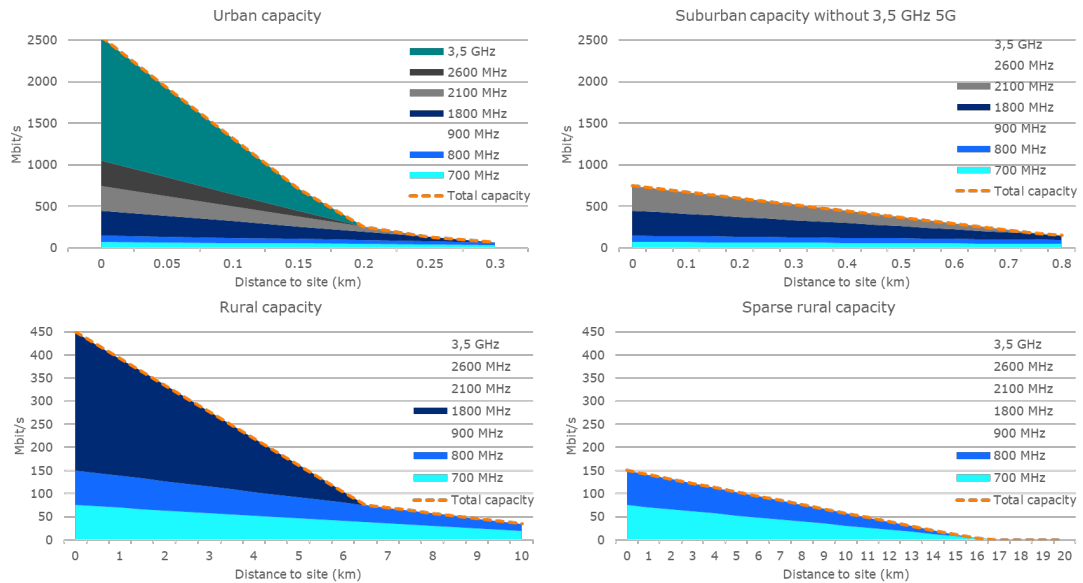 Urban capacity
2500
2000
1500
1000
500
0
Mbit/s
0 0.05 0.1 0.15 0.2 0.25 0.3
Distance to site (km)
3,5 GHz
2600 MHz
2100 MHz
1800 MHz
900 MHz
800 MHz
700 MHz
Total capacity
Suburban capacity without 3,5 GHz 5G
2500
2000
1500
1000
500
0
Mbit/s
0 0.1 0.2 0.3 0.4 0.5 0.6 0.7 0.8
Distance to site (km)
3,5 GHz
2600 MHz
2100 MHz
1800 MHz
900 MHz
800 MHz
700 MHz
Total capacity
Rural capacity
450
400
350
300
250
200
150
100
50
0
Mbit/s
0 1 2 3 4 5 6 7 8 9 10
Distance to site (km)
3,5 GHz
2600 MHz
2100 MHz
1800 MHz
900 MHz
800 MHz
700 MHz
Total capacity
Sparse rural capacity
450
400
350
300
250
200
150
100
50
0
Mbit/s
0 1 2 3 4 5 6 7 8 9 10 11 12 13 14 15 16 17 18 19 20
Distance to site (km)
3,5 GHz
2600 MHz
2100 MHz
1800 MHz
900 MHz
800 MHz
700 MHz
Total capacity